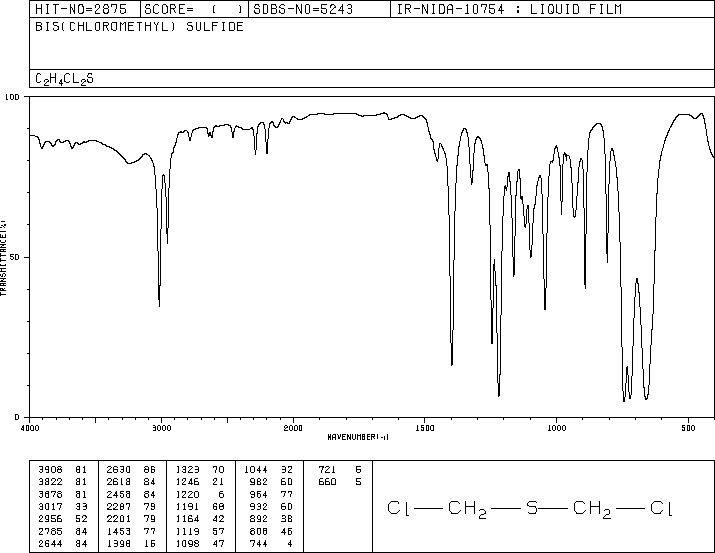 HIT-NO=2875 SCORE= ( ) SDBS-NO=5243 IR-NIDA-10754 : LIQUID FILM
BIS(CHLOROMETHYL) SULFIDE
C2H4CL2S
100
50
0
TRANSMITTANCE(%)
4000 3000 2000 1500 1000 500
WAVENUMBER(-1)
3908 81 2630 86 1323 70 1044 32 721 5
3822 81 2618 84 1246 21 982 60 660 5
3678 81 2458 84 1220 6 964 77
3017 33 2287 79 1191 68 932 60
2956 52 2201 79 1164 42 892 38
2785 84 1453 77 1119 57 808 46
2644 84 1398 15 1098 47 744 4
Cl—CH2—S—CH2—Cl